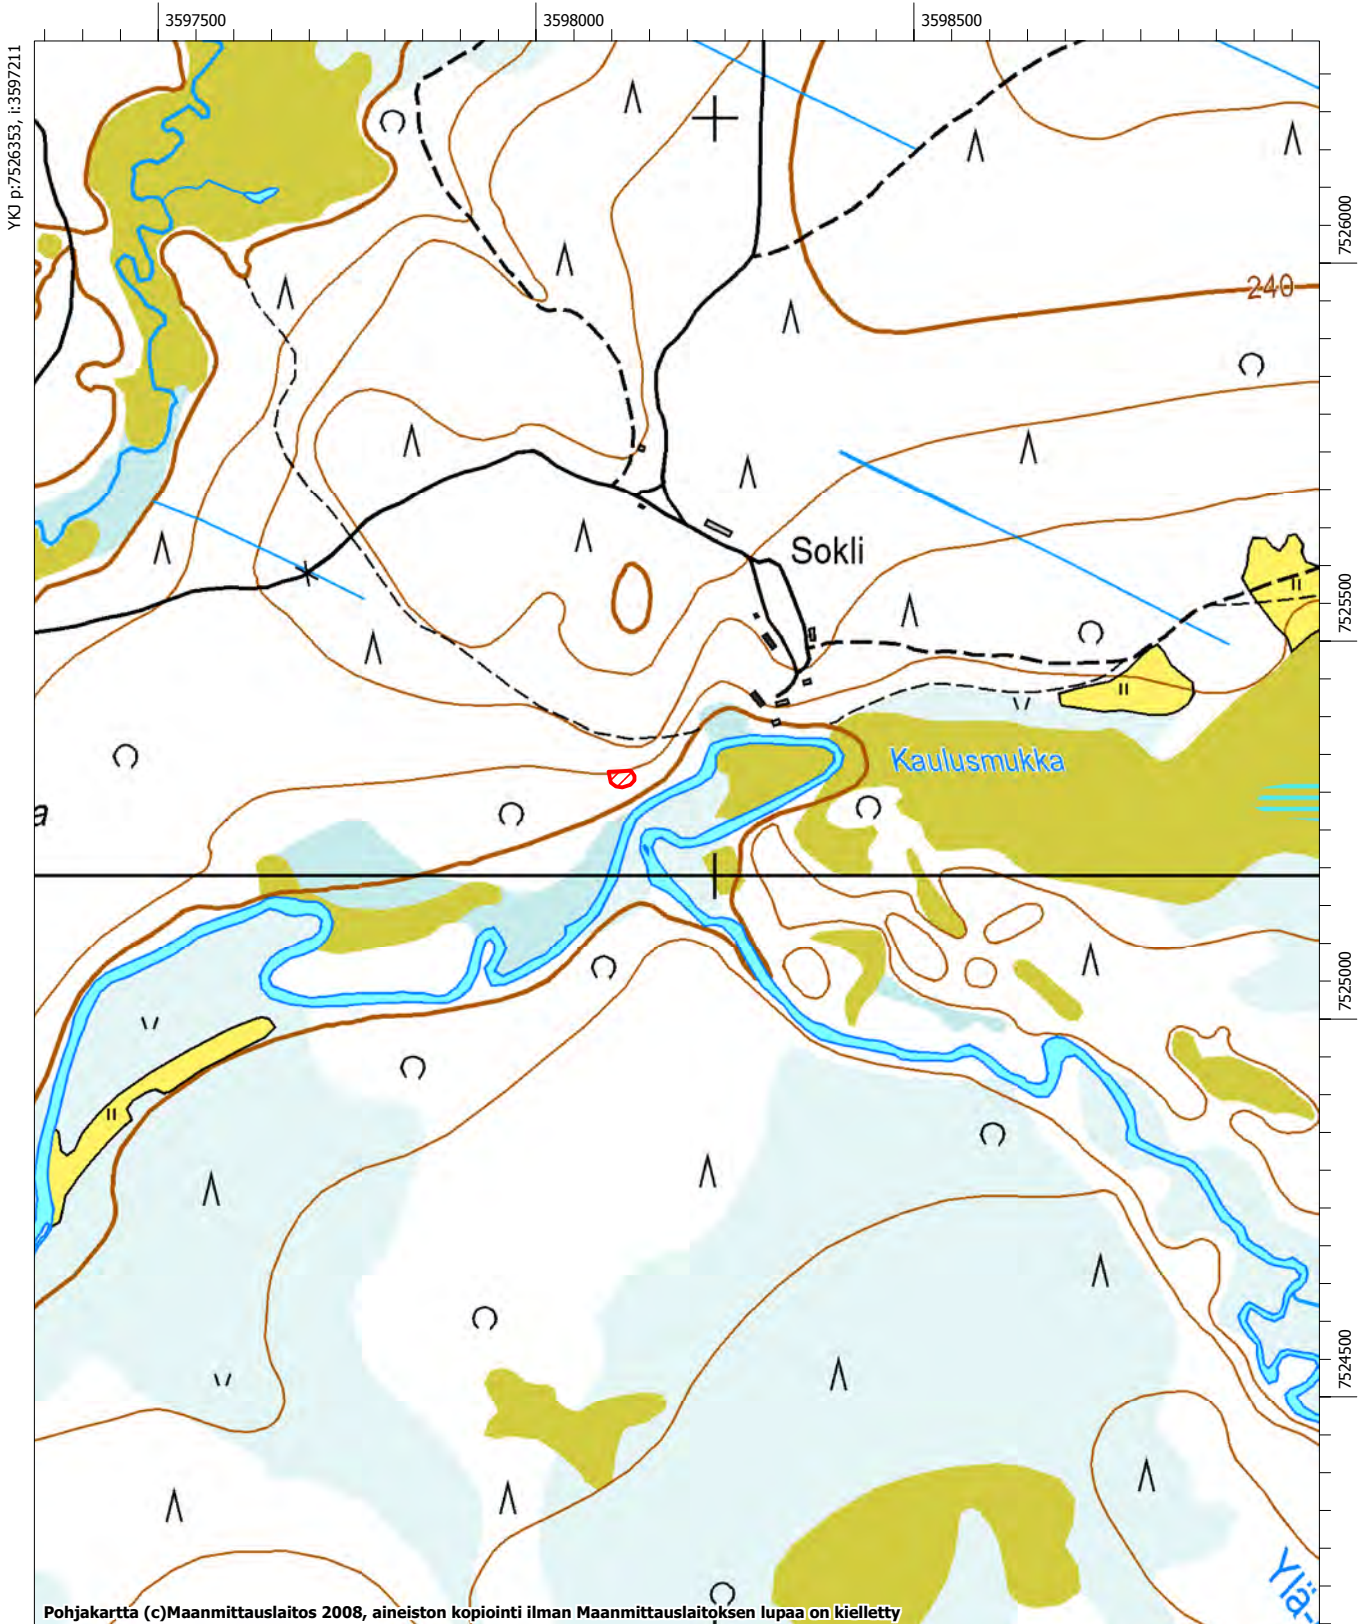 3597500
3598000
3598500
YKJ p:7526353, i:3597211
7526000
240
Sokli
7525500
Kaulusmukka
a
7525000
7524500
Ylä-
Pohjakartta (c)Maanmittauslaitos 2008, aineiston kopiointi ilman Maanmittauslaitoksen lupaa on kielletty